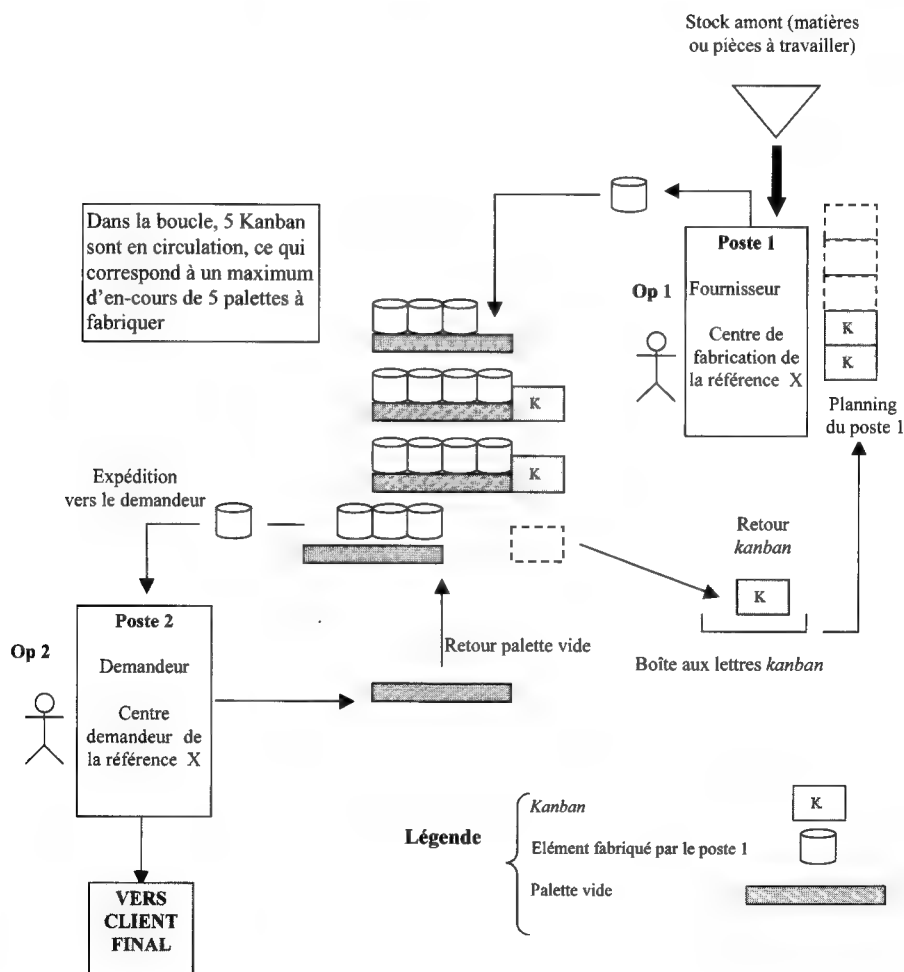 Stock amont (matières
ou pièces à travailler)
Dans la boucle, 5 Kanban
sont en circulation, ce qui
correspond à un maximum
d'en-cours de 5 palettes à
fabriquer
Poste 1
Op 1
Fournisseur
Centre de
fabrication de
la référence X
K
K
Planning
du poste 1
K
K
Expédition
vers le demandeur
Retour
kanban
K
Boîte aux lettres kanban
Poste 2
Op 2
Demandeur
Centre
demandeur de
la référence X
Retour palette vide
VERS
CLIENT
FINAL
Légende
Kanban
K
Elément fabriqué par le poste 1
Palette vide